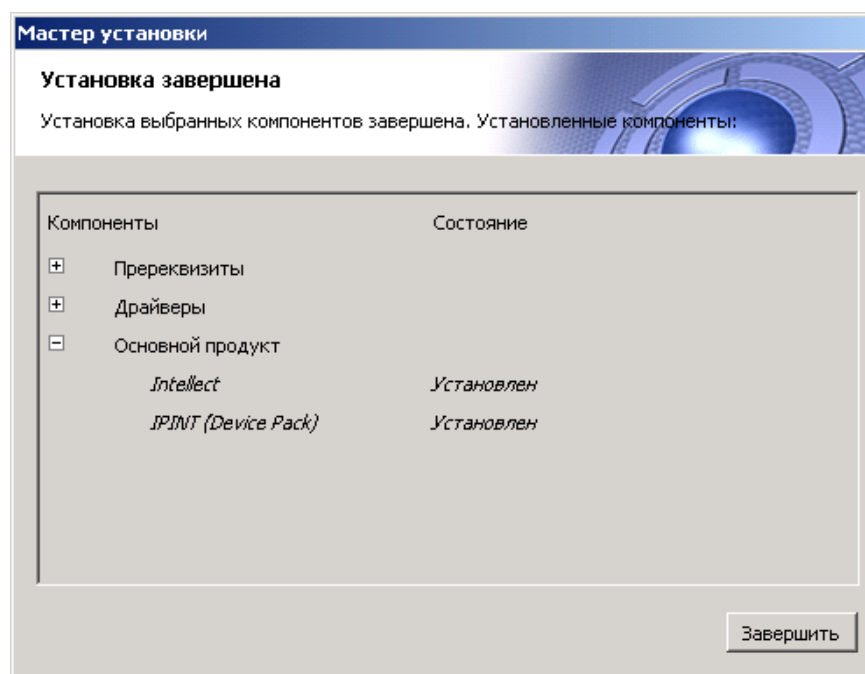 Мастер установки
Установка завершена
Установка выбранных компонентов завершена. Установленные компоненты:
Компоненты Состояние
Пререквизиты
Драйверы
Основной продукт
Intellect Установлен
IPINT (Device Pack) Установлен
Завершить